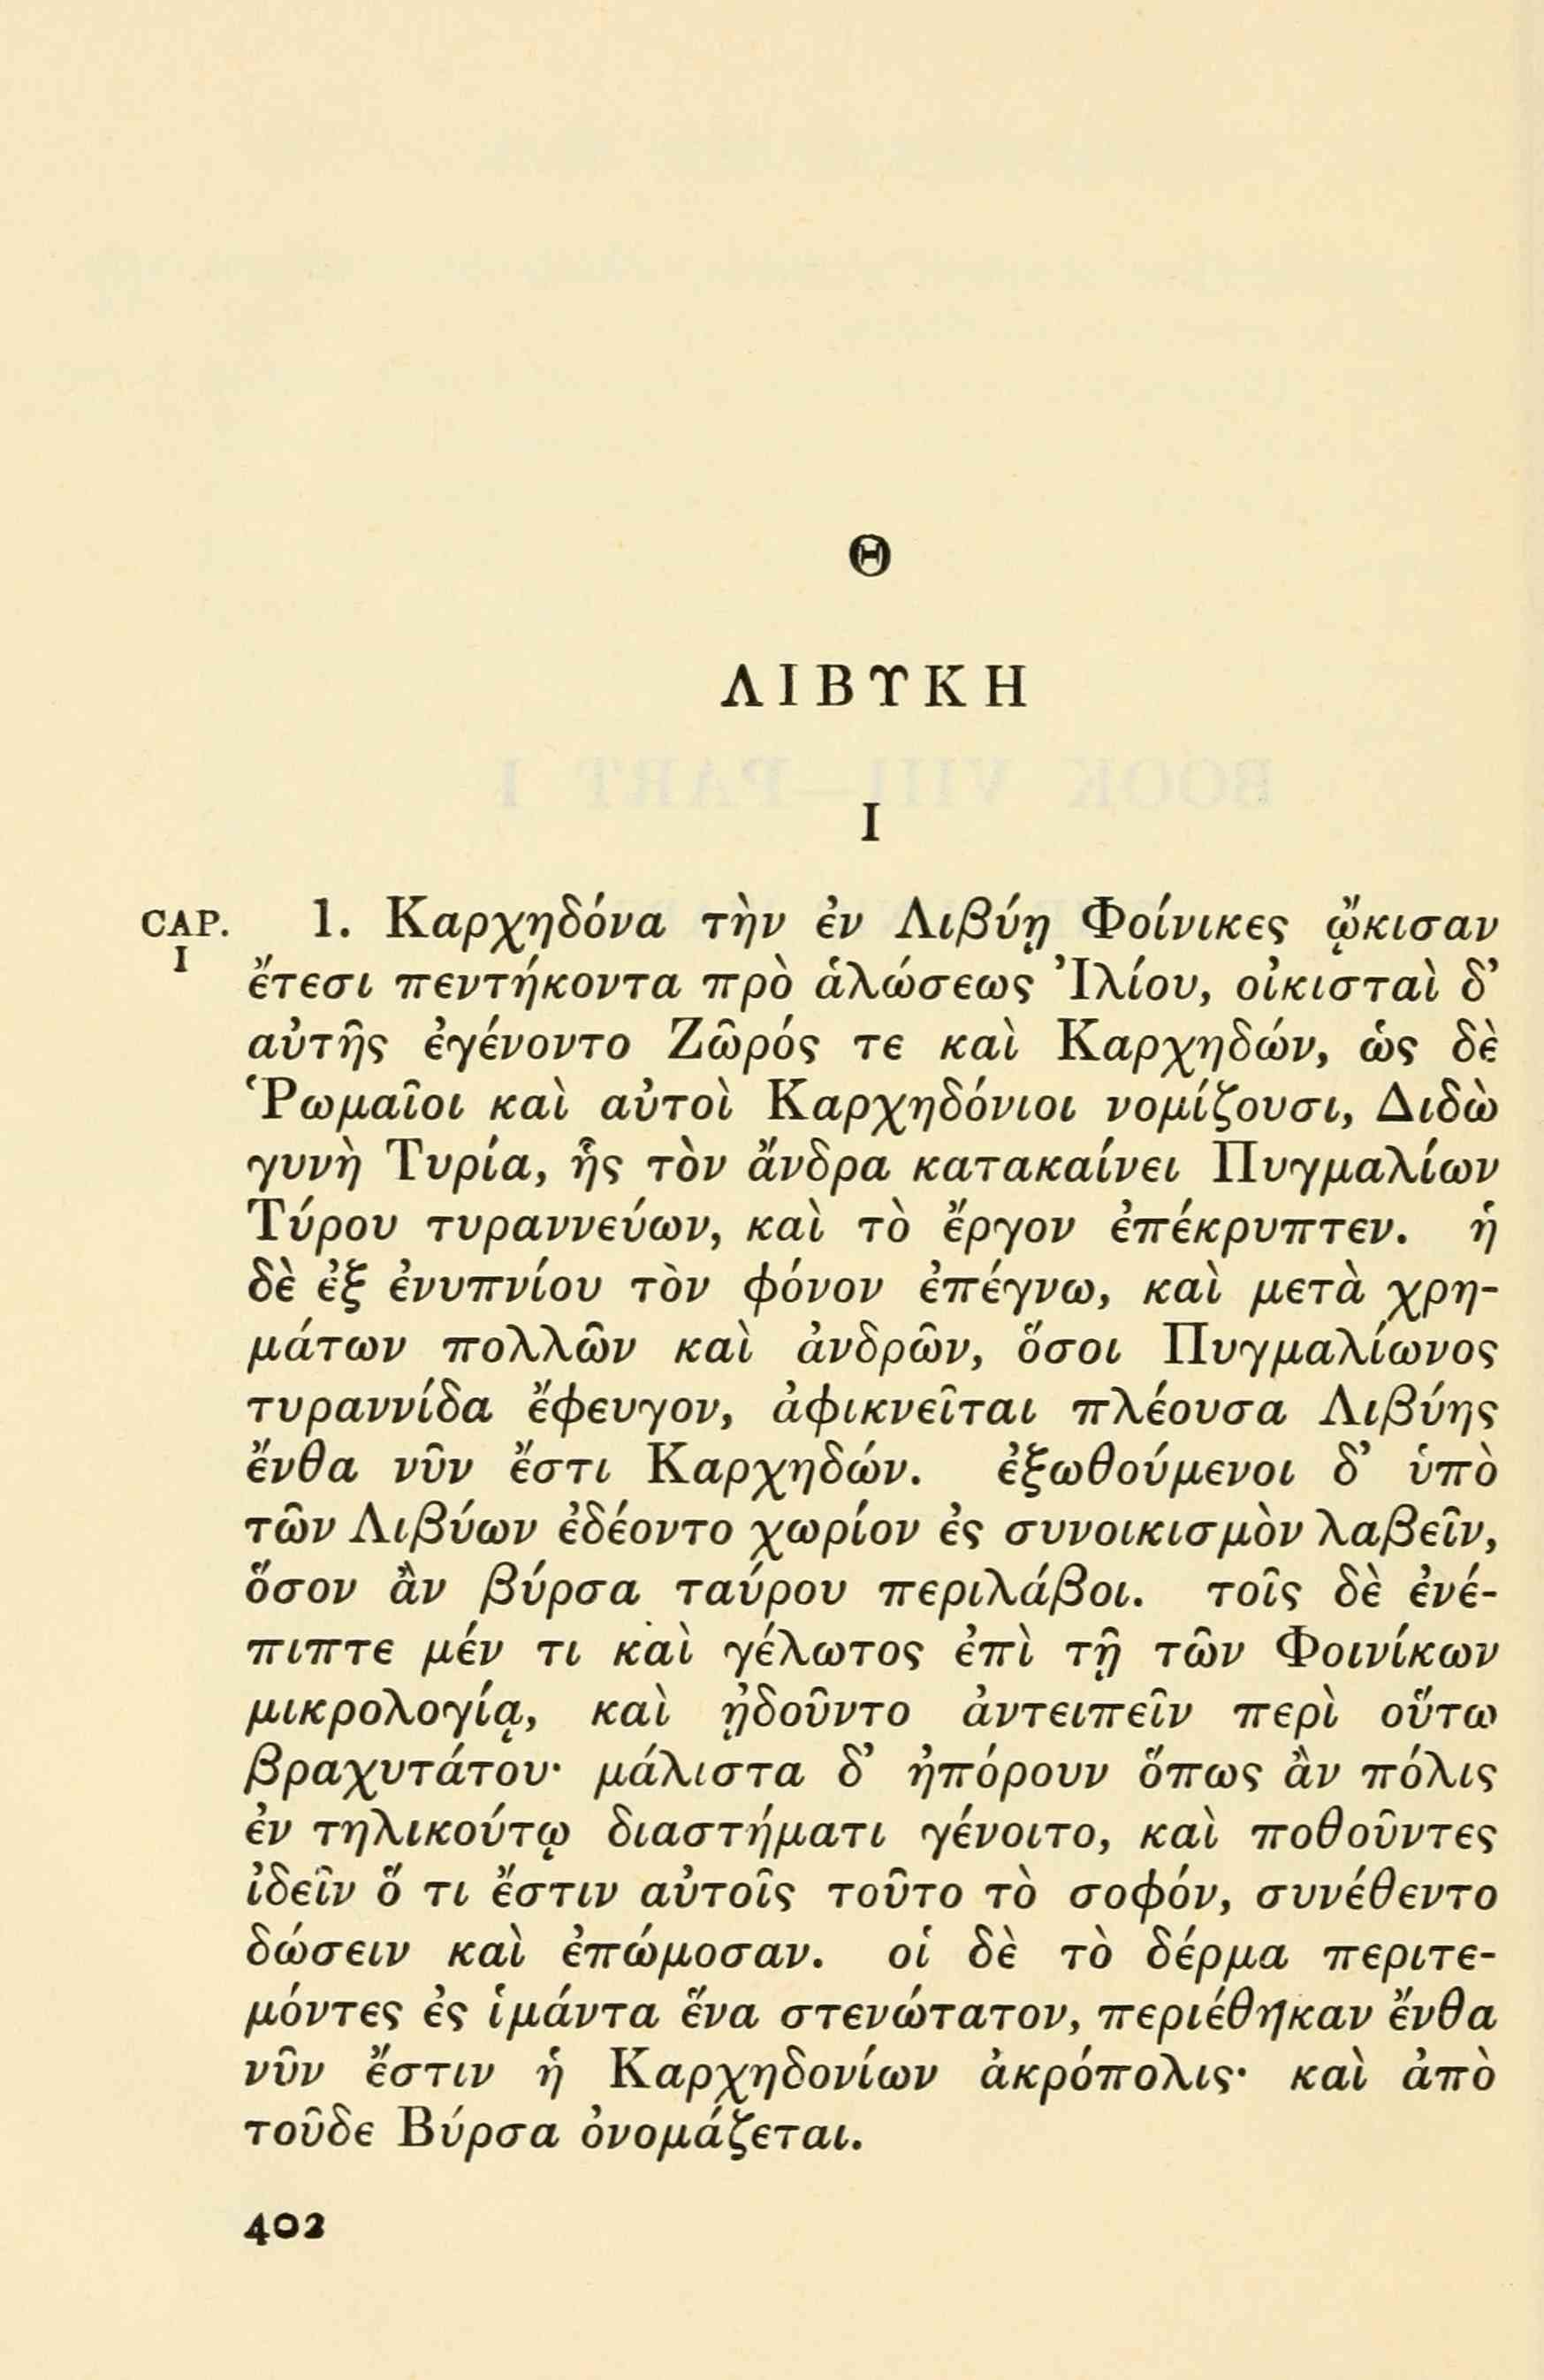 Θ
ΛΙΒΥΚΗ
I
CAP. I
1. Καρχηδόνα τὴν ἐν Λιβύῃ Φοίνικες ᾤκισαν
ἔτεσι πεντήκοντα πρὸ ἁλώσεως Ἰλίου, οἰκισταὶ δ’
αὐτῆς ἐγένοντο Ζῶρός τε καὶ Καρχηδών, ὡς δὲ
Ῥωμαῖοι καὶ αὐτοὶ Καρχηδόνιοι νομίζουσι, Διδὼ
γυνὴ Τυρία, ἧς τὸν ἄνδρα κατακαίνει Πυγμαλίων
Τύρου τυραννεύων, καὶ τὸ ἔργον ἐπέκρυπτεν. ἡ
δὲ ἐξ ἐνυπνίου τὸν φόνον ἐπέγνω, καὶ μετὰ χρη-
μάτων πολλῶν καὶ ἀνδρῶν, ὅσοι Πυγμαλίωνος
τυραννίδα ἔφευγον, ἀφικνεῖται πλέουσα Λιβύης
ἔνθα νῦν ἔστι Καρχηδών. ἐξωθούμενοι δ’ ὑπὸ
τῶν Λιβύων ἐδέοντο χωρίον ἐς συνοικισμὸν λαβεῖν,
ὅσον ἂν βύρσα ταύρου περιλάβοι. τοῖς δὲ ἐνέ-
πιπτε μέν τι καὶ γέλωτος ἐπὶ τῇ τῶν Φοινίκων
μικρολογίᾳ, καὶ ᾐδοῦντο ἀντειπεῖν περὶ οὕτω
βραχυτάτου· μάλιστα δ’ ἠπόρουν ὅπως ἂν πόλις
ἐν τηλικούτῳ διαστήματι γένοιτο, καὶ ποθοῦντες
ἰδεῖν ὅ τι ἔστιν αὐτοῖς τοῦτο τὸ σοφόν, συνέθεντο
δώσειν καὶ ἐπώμοσαν. οἱ δὲ τὸ δέρμα περιτε-
μόντες ἐς ἱμάντα ἕνα στενώτατον, περιέθηκαν ἔνθα
νῦν ἔστιν ἡ Καρχηδονίων ἀκρόπολις· καὶ ἀπὸ
τοῦδε Βύρσα ὀνομάζεται.
402